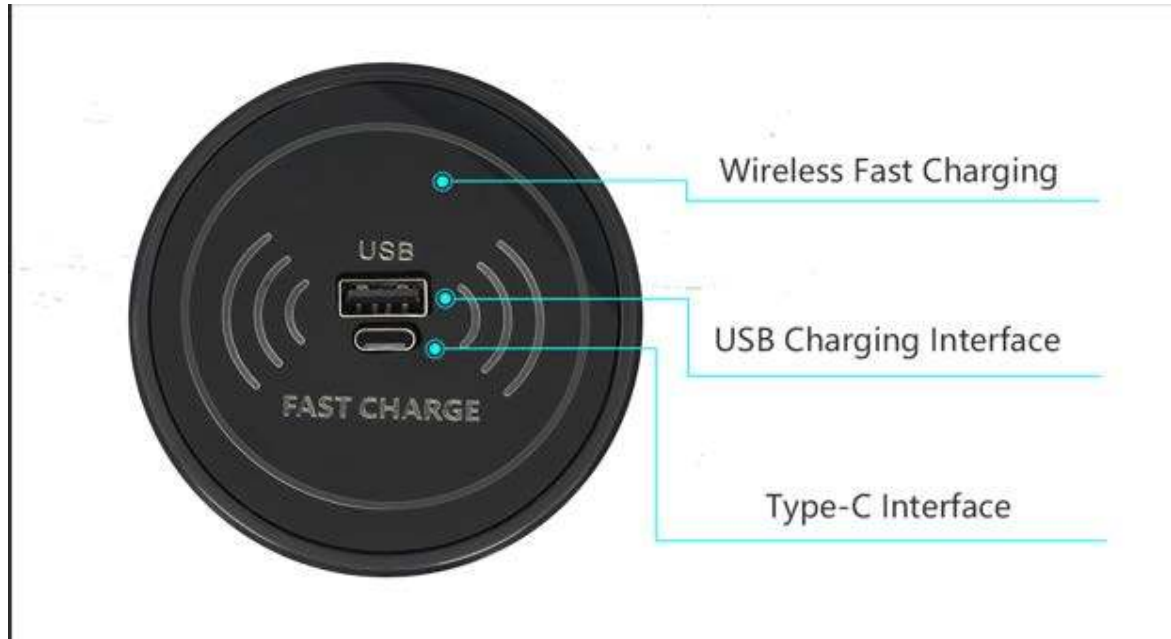 Wireless Fast Charging
USB
USB Charging Interface
FAST CHARGE
Type-C Interface